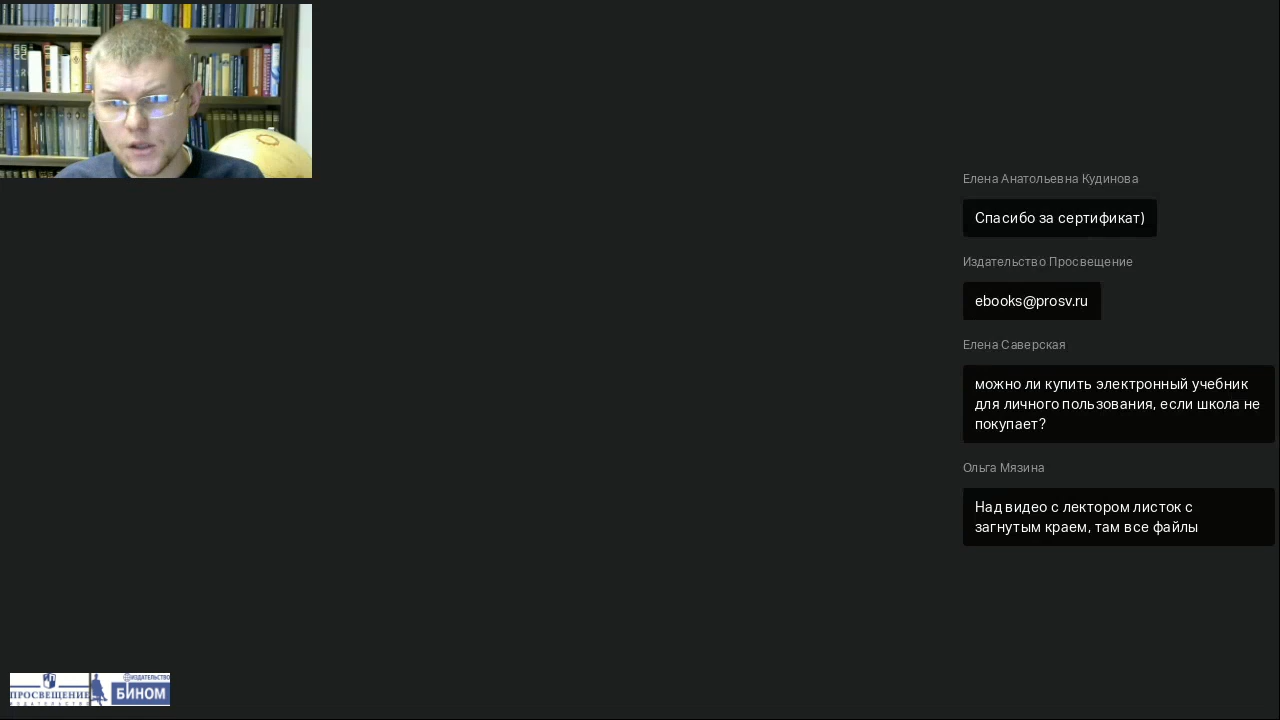 Елена Анатольевна Кудинова
Спасибо за сертификат)
Издательство Просвещение
ebooks@prosv.ru
Елена Саверская
можно ли купить электронный учебник
для личного пользования, если школа не
покупает?
Ольга Мязина
Над видео с лектором листок с
загнутым краем, там все файлы
ПРОСВЕЩЕНИЕ
ИЗДАТЕЛЬСТВО
ИЗДАТЕЛЬСТВО
БИНОМ